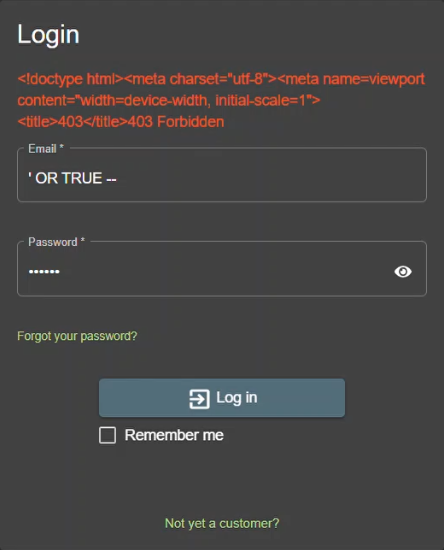 Login
<!doctype html><meta charset="utf-8"><meta name=viewport
content="width=device-width, initial-scale=1">
<title>403</title>403 Forbidden
Email *
' OR TRUE --
Password *
••••••
Forgot your password?
Log in
Remember me
Not yet a customer?